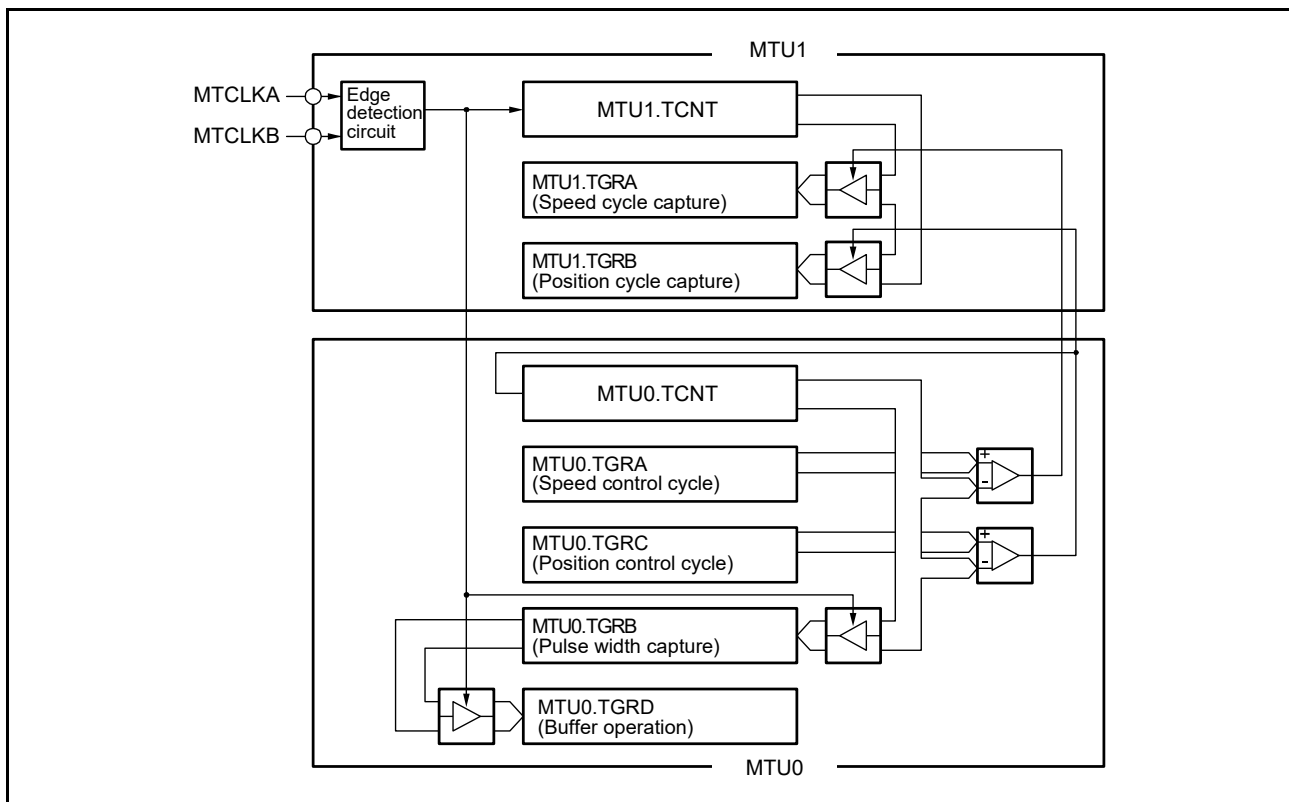 MTU1
MTCLKA
MTCLKB
Edge
detection
circuit
MTU1.TCNT
MTU1.TGRA
(Speed cycle capture)
MTU1.TGRB
(Position cycle capture)
MTU0.TCNT
MTU0.TGRA
(Speed control cycle)
+
-
MTU0.TGRC
(Position control cycle)
+
-
MTU0.TGRB
(Pulse width capture)
MTU0.TGRD
(Buffer operation)
MTU0